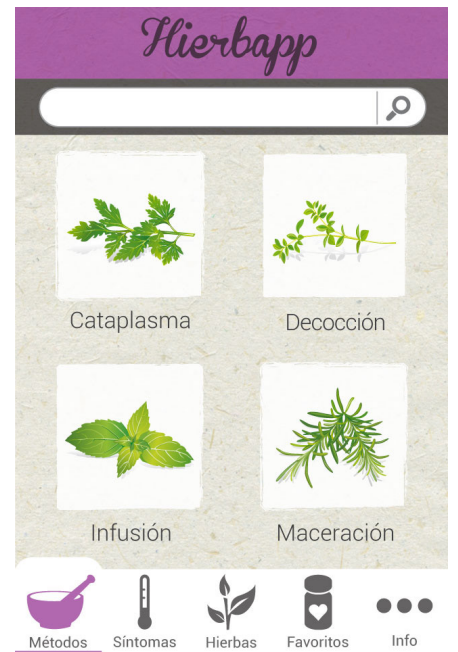 Hierbapp
Cataplasma
Decocción
Infusión
Maceración
Métodos
Síntomas
Hierbas
Favoritos
Info